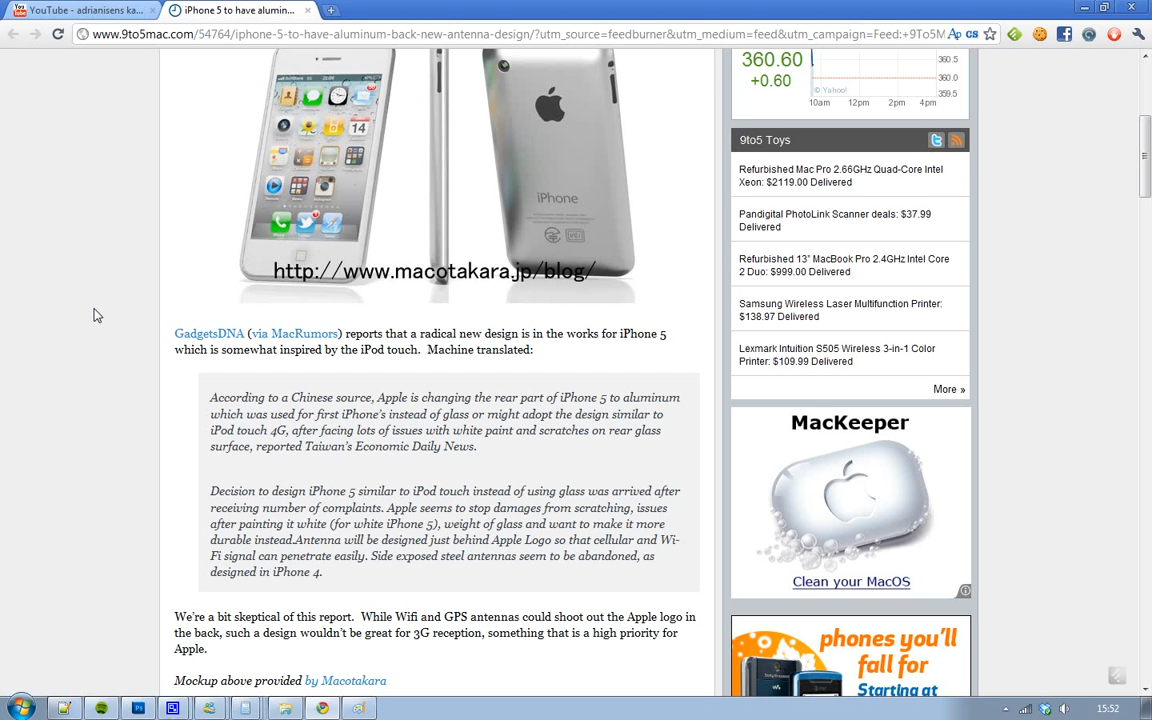 YouTube - adrianisens ka...
iPhone 5 to have alumin...
www.9to5mac.com/54764/iphone-5-to-have-aluminum-back-new-antenna-design/?utm_source=feedburner&utm_medium=feed&utm_campaign=Feed:+9To5M
14
iPhone
http://www.macotakara.jp/blog/
GadgetsDNA (via MacRumors) reports that a radical new design is in the works for iPhone 5
which is somewhat inspired by the iPod touch.  Machine translated:
According to a Chinese source, Apple is changing the rear part of iPhone 5 to aluminum
which was used for first iPhone's instead of glass or might adopt the design similar to
iPod touch 4G, after facing lots of issues with white paint and scratches on rear glass
surface, reported Taiwan's Economic Daily News.
Decision to design iPhone 5 similar to iPod touch instead of using glass was arrived after
receiving number of complaints. Apple seems to stop damages from scratching, issues
after painting it white (for white iPhone 5), weight of glass and want to make it more
durable instead.Antenna will be designed just behind Apple Logo so that cellular and Wi-
Fi signal can penetrate easily. Side exposed steel antennas seem to be abandoned, as
designed in iPhone 4.
We're a bit skeptical of this report.  While Wifi and GPS antennas could shoot out the Apple logo in
the back, such a design wouldn't be great for 3G reception, something that is a high priority for
Apple.
Mockup above provided by Macotakara
360.60
+0.60
360.5
360.0
359.5
© Yahoo!
10am 12pm 2pm 4pm
9to5 Toys
Refurbished Mac Pro 2.66GHz Quad-Core Intel
Xeon: $2119.00 Delivered
Pandigital PhotoLink Scanner deals: $37.99
Delivered
Refurbished 13" MacBook Pro 2.4GHz Intel Core
2 Duo: $999.00 Delivered
Samsung Wireless Laser Multifunction Printer:
$138.97 Delivered
Lexmark Intuition S505 Wireless 3-in-1 Color
Printer: $109.99 Delivered
More »
MacKeeper
Clean your MacOS
phones you'll
fall for
Starting at
15:52